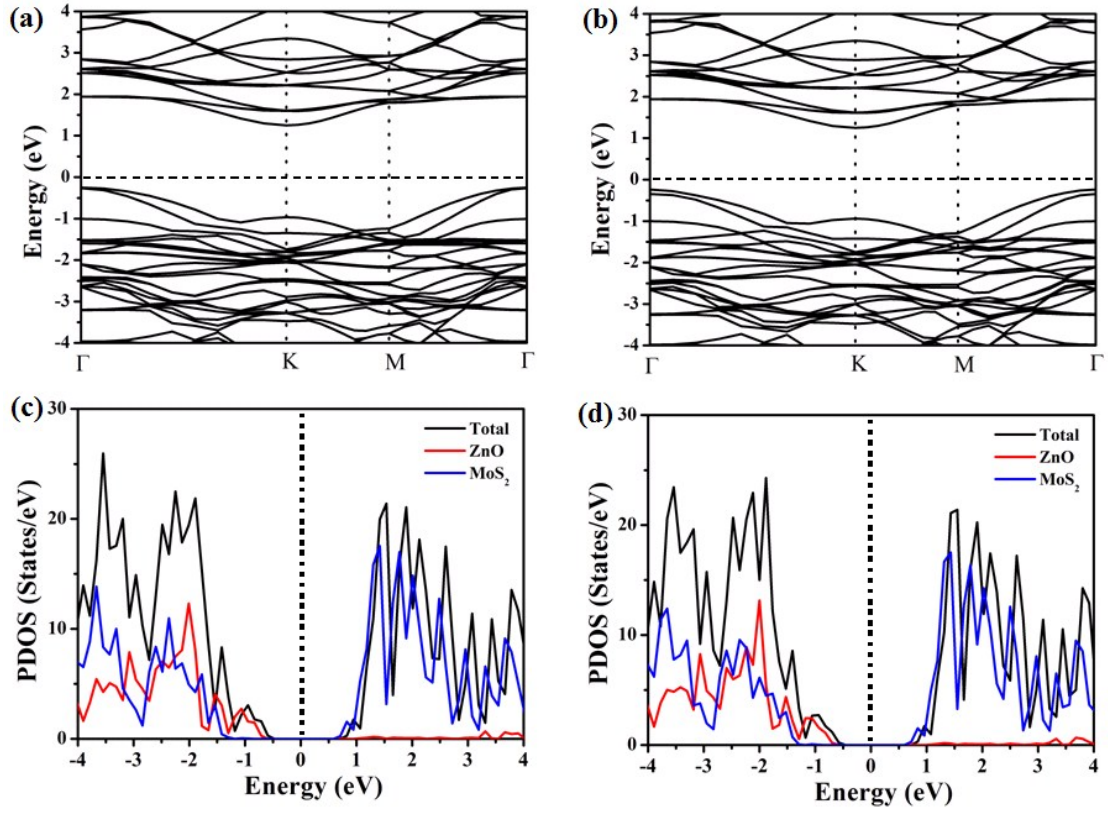 (a)
4
3
2
1
0
-1
-2
-3
-4
Energy (eV)
Γ K M Γ
(b)
4
3
2
1
0
-1
-2
-3
-4
Energy (eV)
Γ K M Γ
(c)
30
20
10
0
PDOS (States/eV)
Total
ZnO
MoS₂
-4 -3 -2 -1 0 1 2 3 4
Energy (eV)
(d)
30
20
10
0
PDOS (States/eV)
Total
ZnO
MoS₂
-4 -3 -2 -1 0 1 2 3 4
Energy (eV)